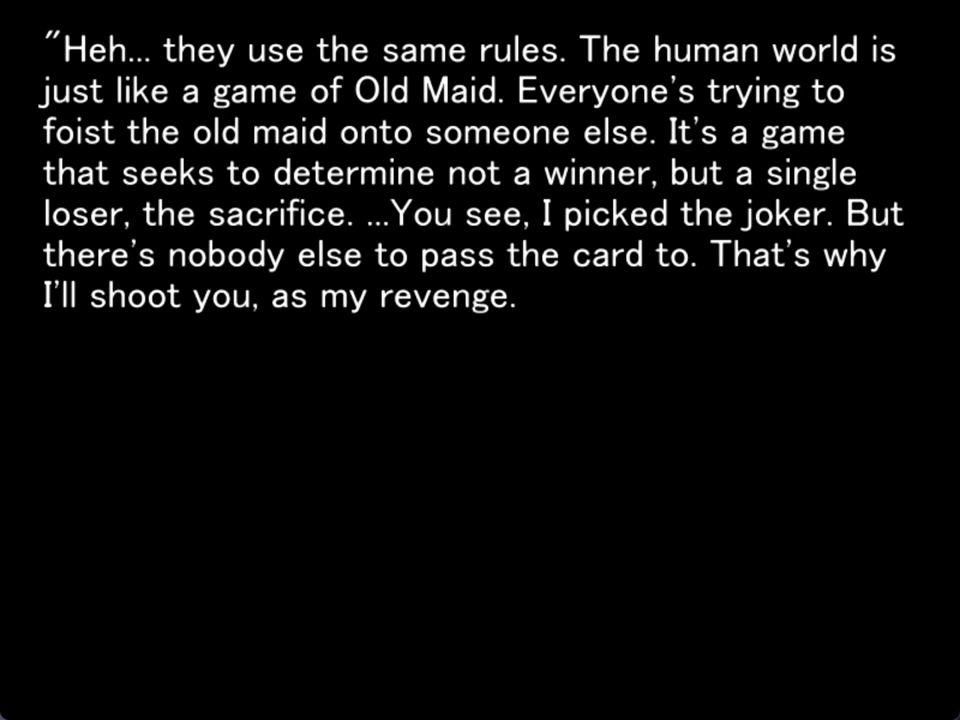 "Heh... they use the same rules. The human world is
just like a game of Old Maid. Everyone's trying to
foist the old maid onto someone else. It's a game
that seeks to determine not a winner, but a single
loser, the sacrifice. ...You see, I picked the joker. But
there's nobody else to pass the card to. That's why
I'll shoot you, as my revenge.